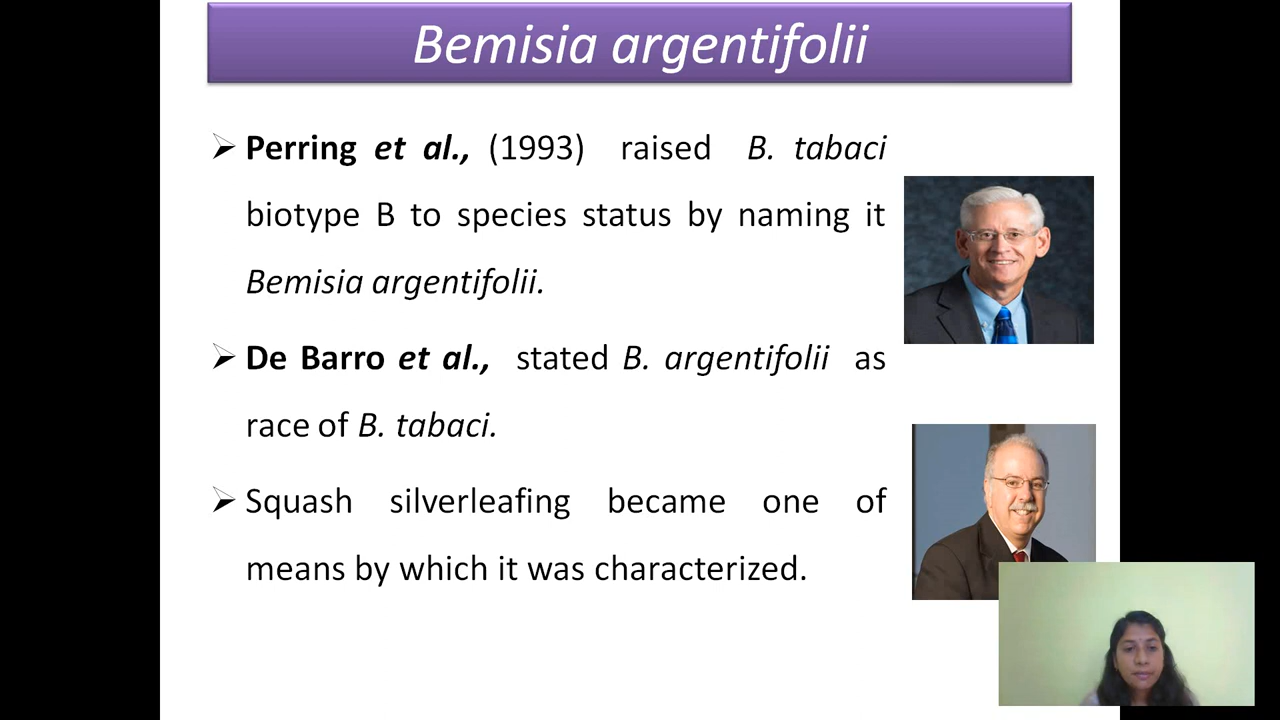 Bemisia argentifolii
➢ Perring et al., (1993) raised B. tabaci
biotype B to species status by naming it
Bemisia argentifolii.
➢ De Barro et al., stated B. argentifolii as
race of B. tabaci.
➢ Squash silverleafing became one of
means by which it was characterized.